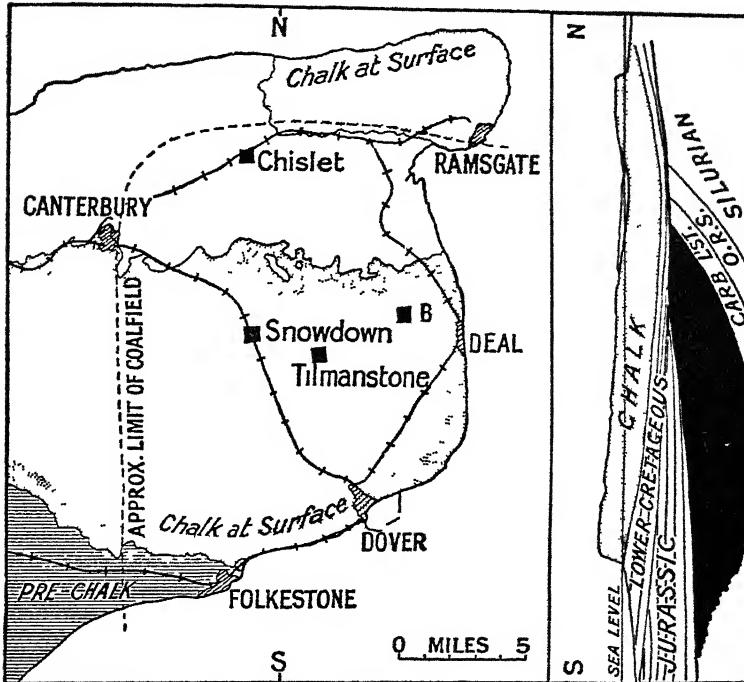 N
Chalk at Surface
Chislet
RAMSGATE
CANTERBURY
B
Snowdown
DEAL
Tilmanstone
APPROX. LIMIT OF COALFIELD
Chalk at Surface
DOVER
PRE-CHALK
FOLKESTONE
0 MILES 5
S
N
SILURIAN
O.R.S.
CARB LST.
CHALK
LOWER-CRETAGEOUS
JURASSIC
SEA LEVEL
S